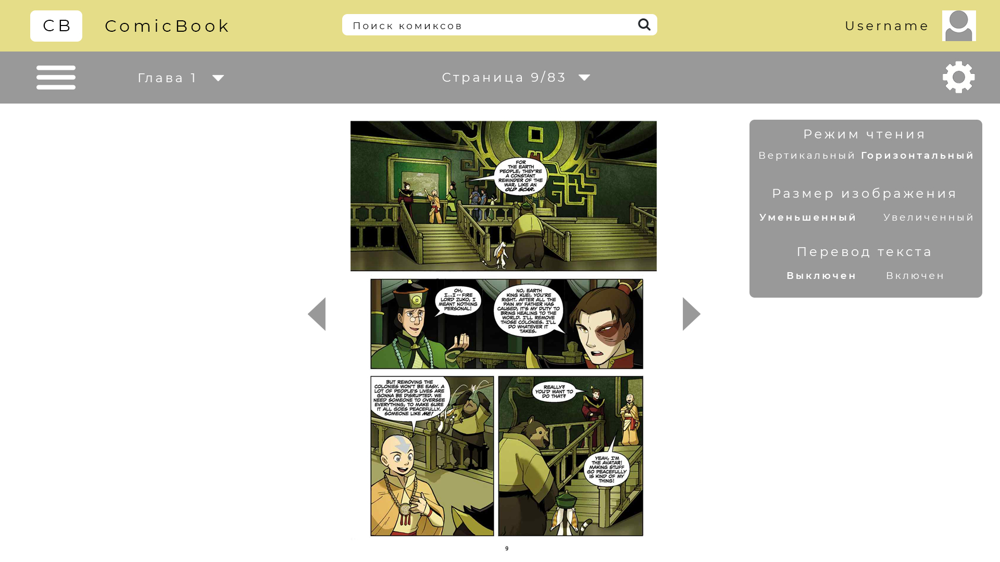 CB
ComicBook
Поиск комиксов
Username
Глава 1
Страница 9/83
FOR
THE EARTH
PEOPLE, THEY'RE
A CONSTANT
REMINDER OF THE
WAR, LIKE AN
OLD SCAR.
OH,
I...I -- FIRE
LORD ZUKO, I
MEANT NOTHING
PERSONAL!
NO, EARTH
KING KUEI. YOU'RE
RIGHT. AFTER ALL THE
PAIN MY FATHER HAS
CAUSED, IT'S MY DUTY TO
BRING HEALING TO THE
WORLD. I'LL REMOVE
THOSE COLONIES. I'LL
DO WHATEVER IT
TAKES.
BUT REMOVING THE
COLONIES WON'T BE EASY. A
LOT OF PEOPLE'S LIVES ARE
GONNA BE DISRUPTED. WE
NEED SOMEONE TO OVERSEE
EVERYTHING, TO MAKE SURE
IT ALL GOES PEACEFULLY.
SOMEONE LIKE ME!
REALLY?
YOU'D WANT TO
DO THAT?
YEAH, I'M
THE AVATAR!
MAKING STUFF
GO PEACEFULLY
IS KIND OF MY
THING!
9
Режим чтения
Вертикальный Горизонтальный
Размер изображения
Уменьшенный Увеличенный
Перевод текста
Выключен Включен